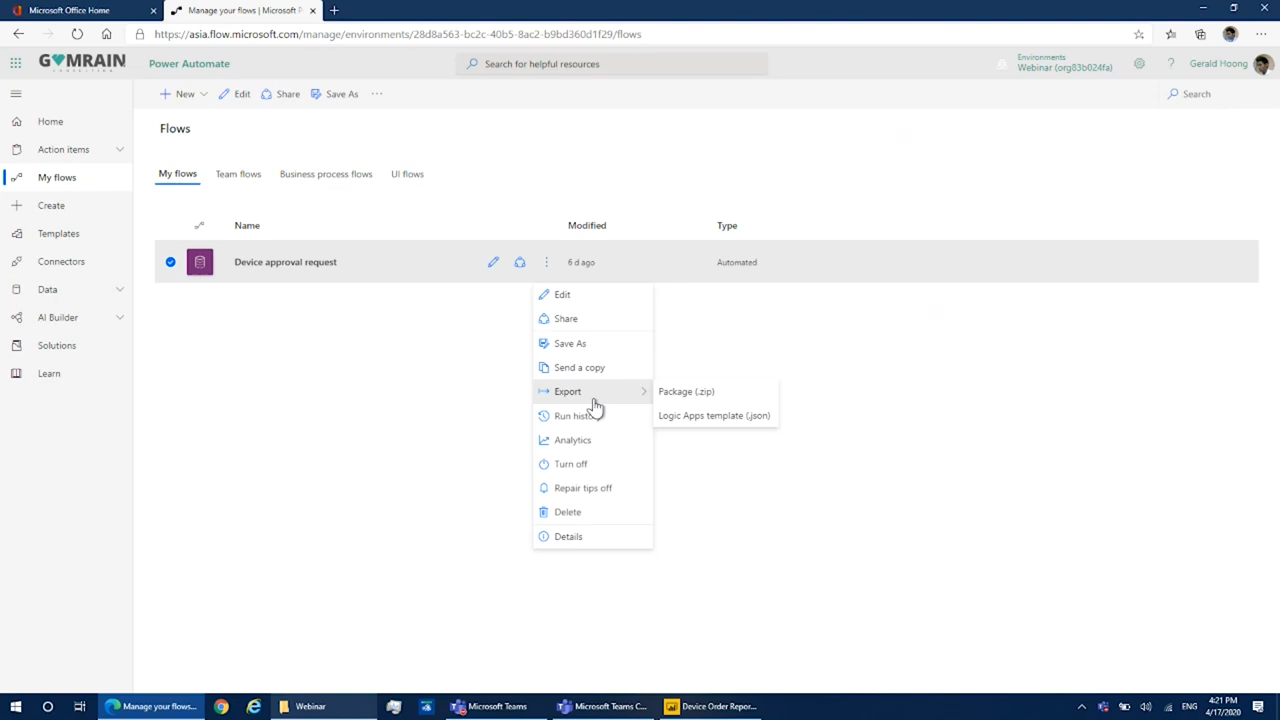 Microsoft Office Home
Manage your flows | Microsoft P
https://asia.flow.microsoft.com/manage/environments/28d8a563-bc2c-40b5-8ac2-b9bd360d1f29/flows
GOMRAIN
CONSULTING
Power Automate
Search for helpful resources
Environments
Webinar (org83b024fa)
?
Gerald Hoong
New
Edit
Share
Save As
Search
Home
Action items
My flows
Create
Templates
Connectors
Data
AI Builder
Solutions
Learn
Flows
My flows
Team flows
Business process flows
UI flows
Name
Modified
Type
Device approval request
6 d ago
Automated
Edit
Share
Save As
Send a copy
Export
Package (.zip)
Logic Apps template (.json)
Run
Analytics
Turn off
Repair tips off
Delete
Details
Manage your flows...
Webinar
Microsoft Teams
Microsoft Teams C...
Device Order Repor...
ENG
4:21 PM
4/17/2020